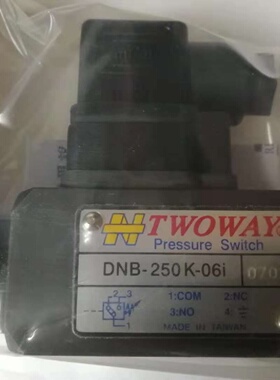 TWOWAY
Pressure Switch
DNB-250K-06i
070
2 3
1:COM 2:NC
3:NO 4:⏚
1
MADE IN TAIWAN